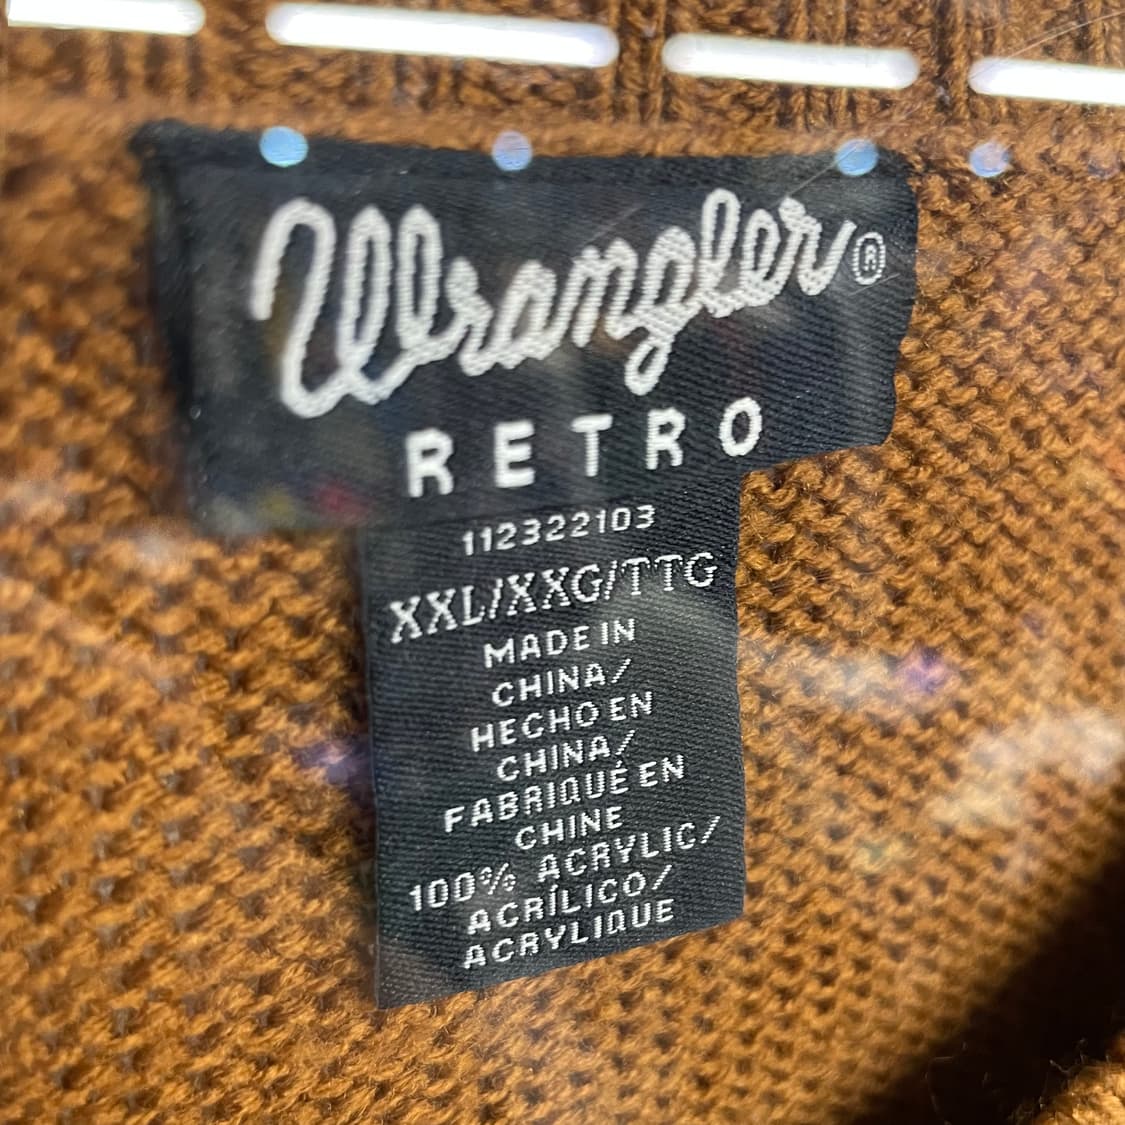 Wrangler®
RETRO
112322103
XXL/XXG/TTG
MADE IN
CHINA/
HECHO EN
CHINA/
FABRIQUÉ EN
CHINE
100% ACRYLIC/
ACRÍLICO/
ACRYLIQUE